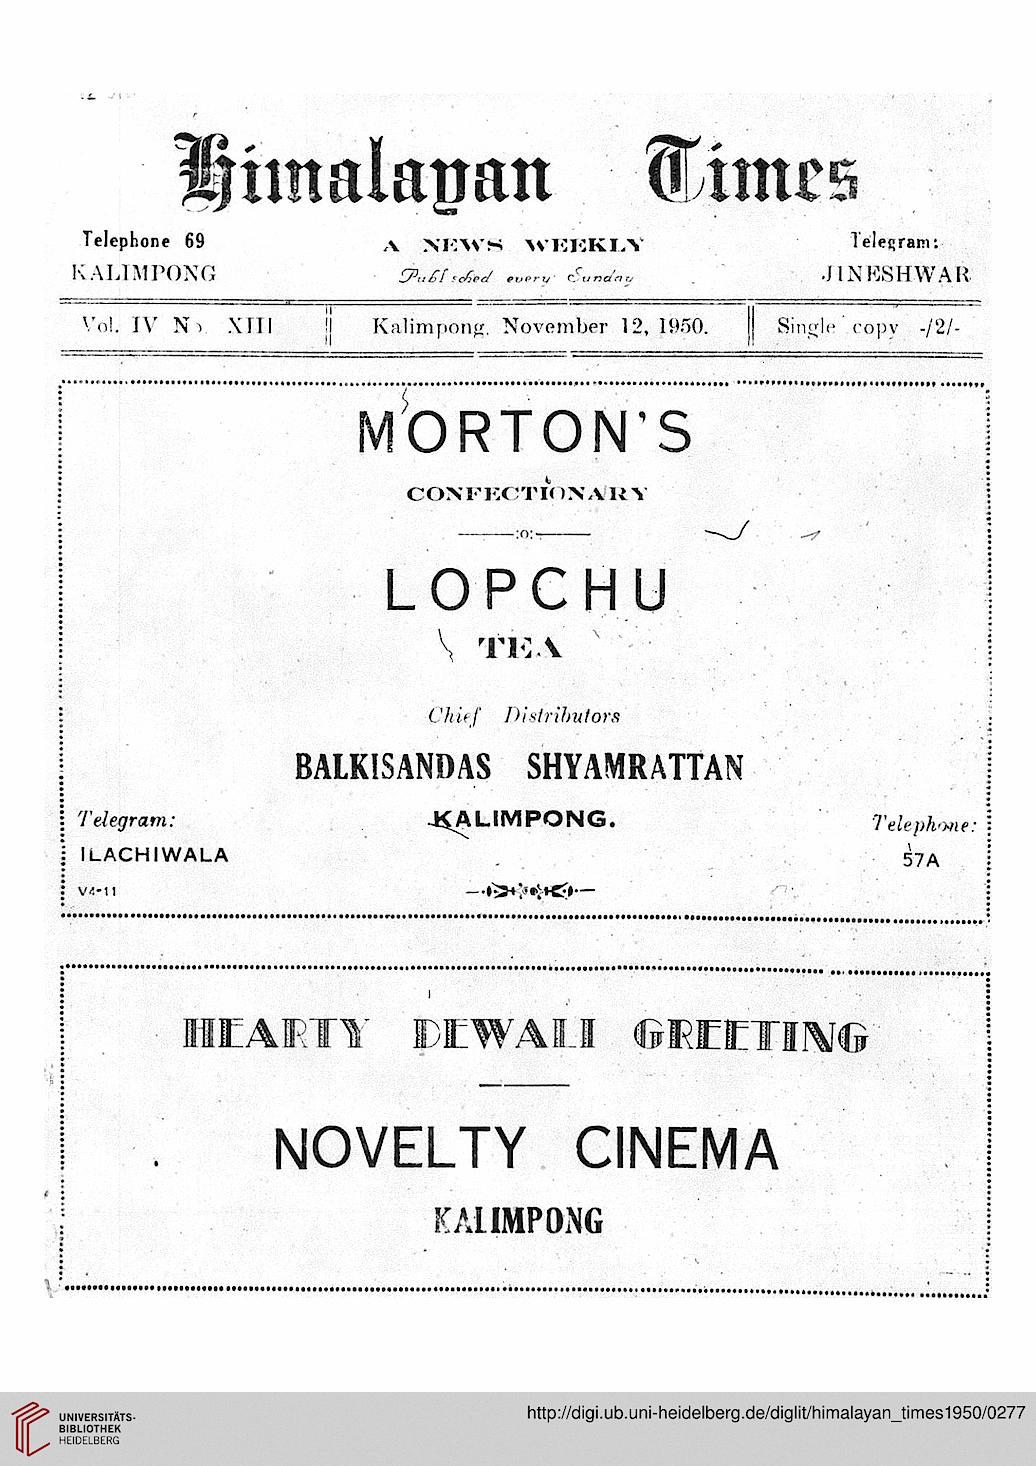 Himalayan Times
Telephone 69
A NEWS WEEKLY
Telegram:
KALIMPONG
Published every Sunday
JINESHWAR
Vol. IV No. XIII
Kalimpong, November 12, 1950.
Single copy -/2/-
MORTON'S
CONFECTIONARY
:o:
LOPCHU
TEA
Chief Distributors
BALKISANDAS SHYAMRATTAN
Telegram:
KALIMPONG.
Telephone:
ILACHIWALA
57A
V4-11
HEARTY DEWALI GREETING
NOVELTY CINEMA
KALIMPONG
UNIVERSITÄTS-
BIBLIOTHEK
HEIDELBERG
http://digi.ub.uni-heidelberg.de/diglit/himalayan_times1950/0277